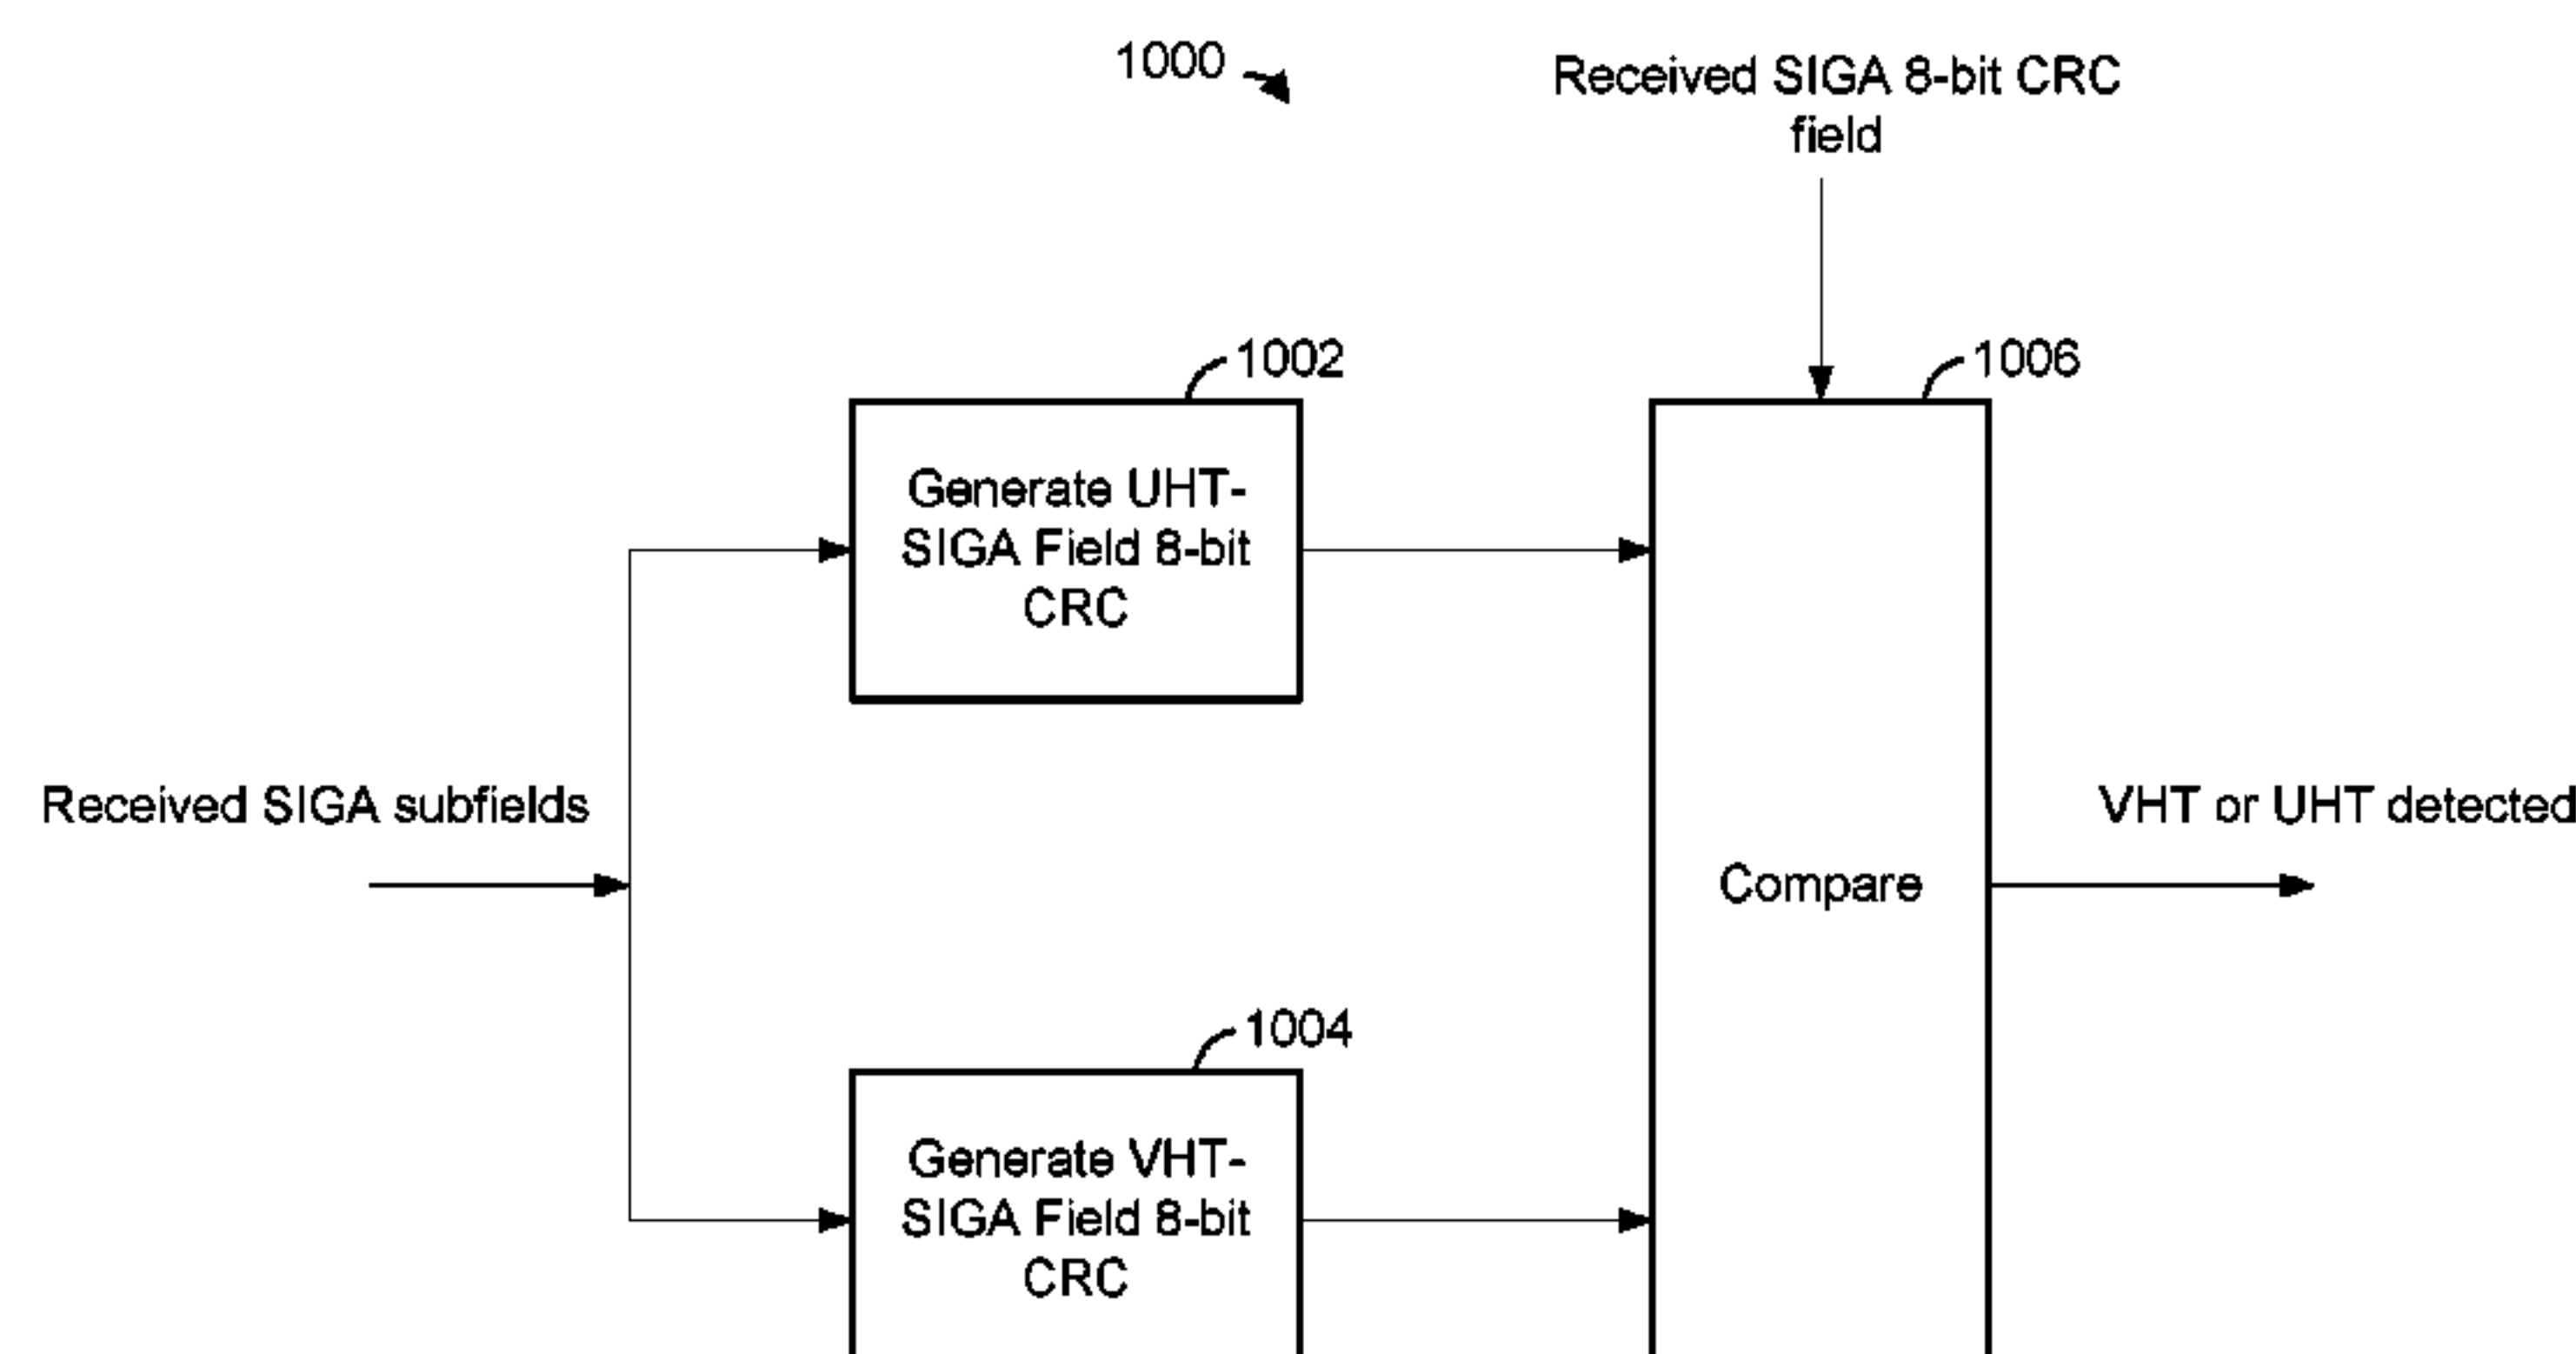 1000
Received SIGA 8-bit CRC
field
1002
1006
Generate UHT-
SIGA Field 8-bit
CRC
Received SIGA subfields
VHT or UHT detected
Compare
1004
Generate VHT-
SIGA Field 8-bit
CRC